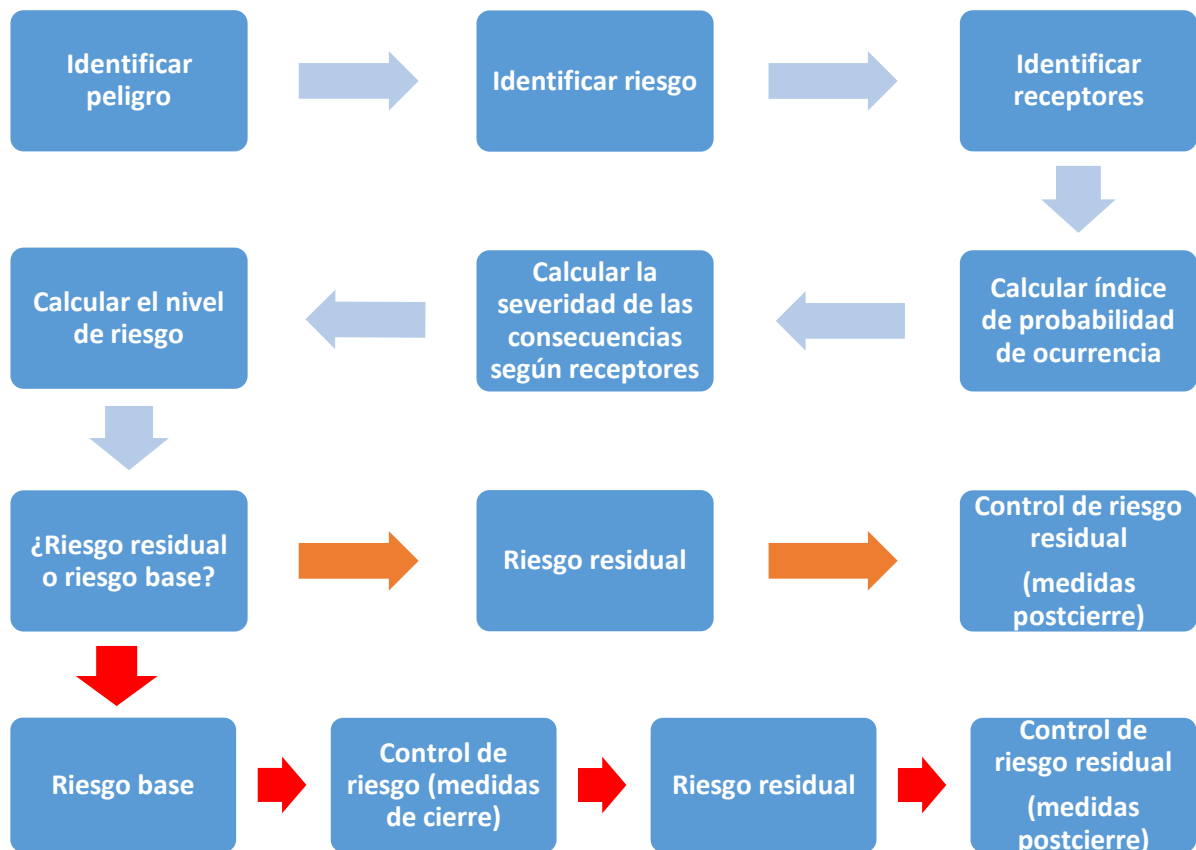 Identificar
peligro
Identificar riesgo
Identificar
receptores
Calcular el nivel
de riesgo
Calcular la
severidad de las
consecuencias
según receptores
Calcular índice
de probabilidad
de ocurrencia
¿Riesgo residual
o riesgo base?
Riesgo residual
Control de riesgo
residual
(medidas
postcierre)
Riesgo base
Control de
riesgo (medidas
de cierre)
Riesgo residual
Control de
riesgo residual
(medidas
postcierre)